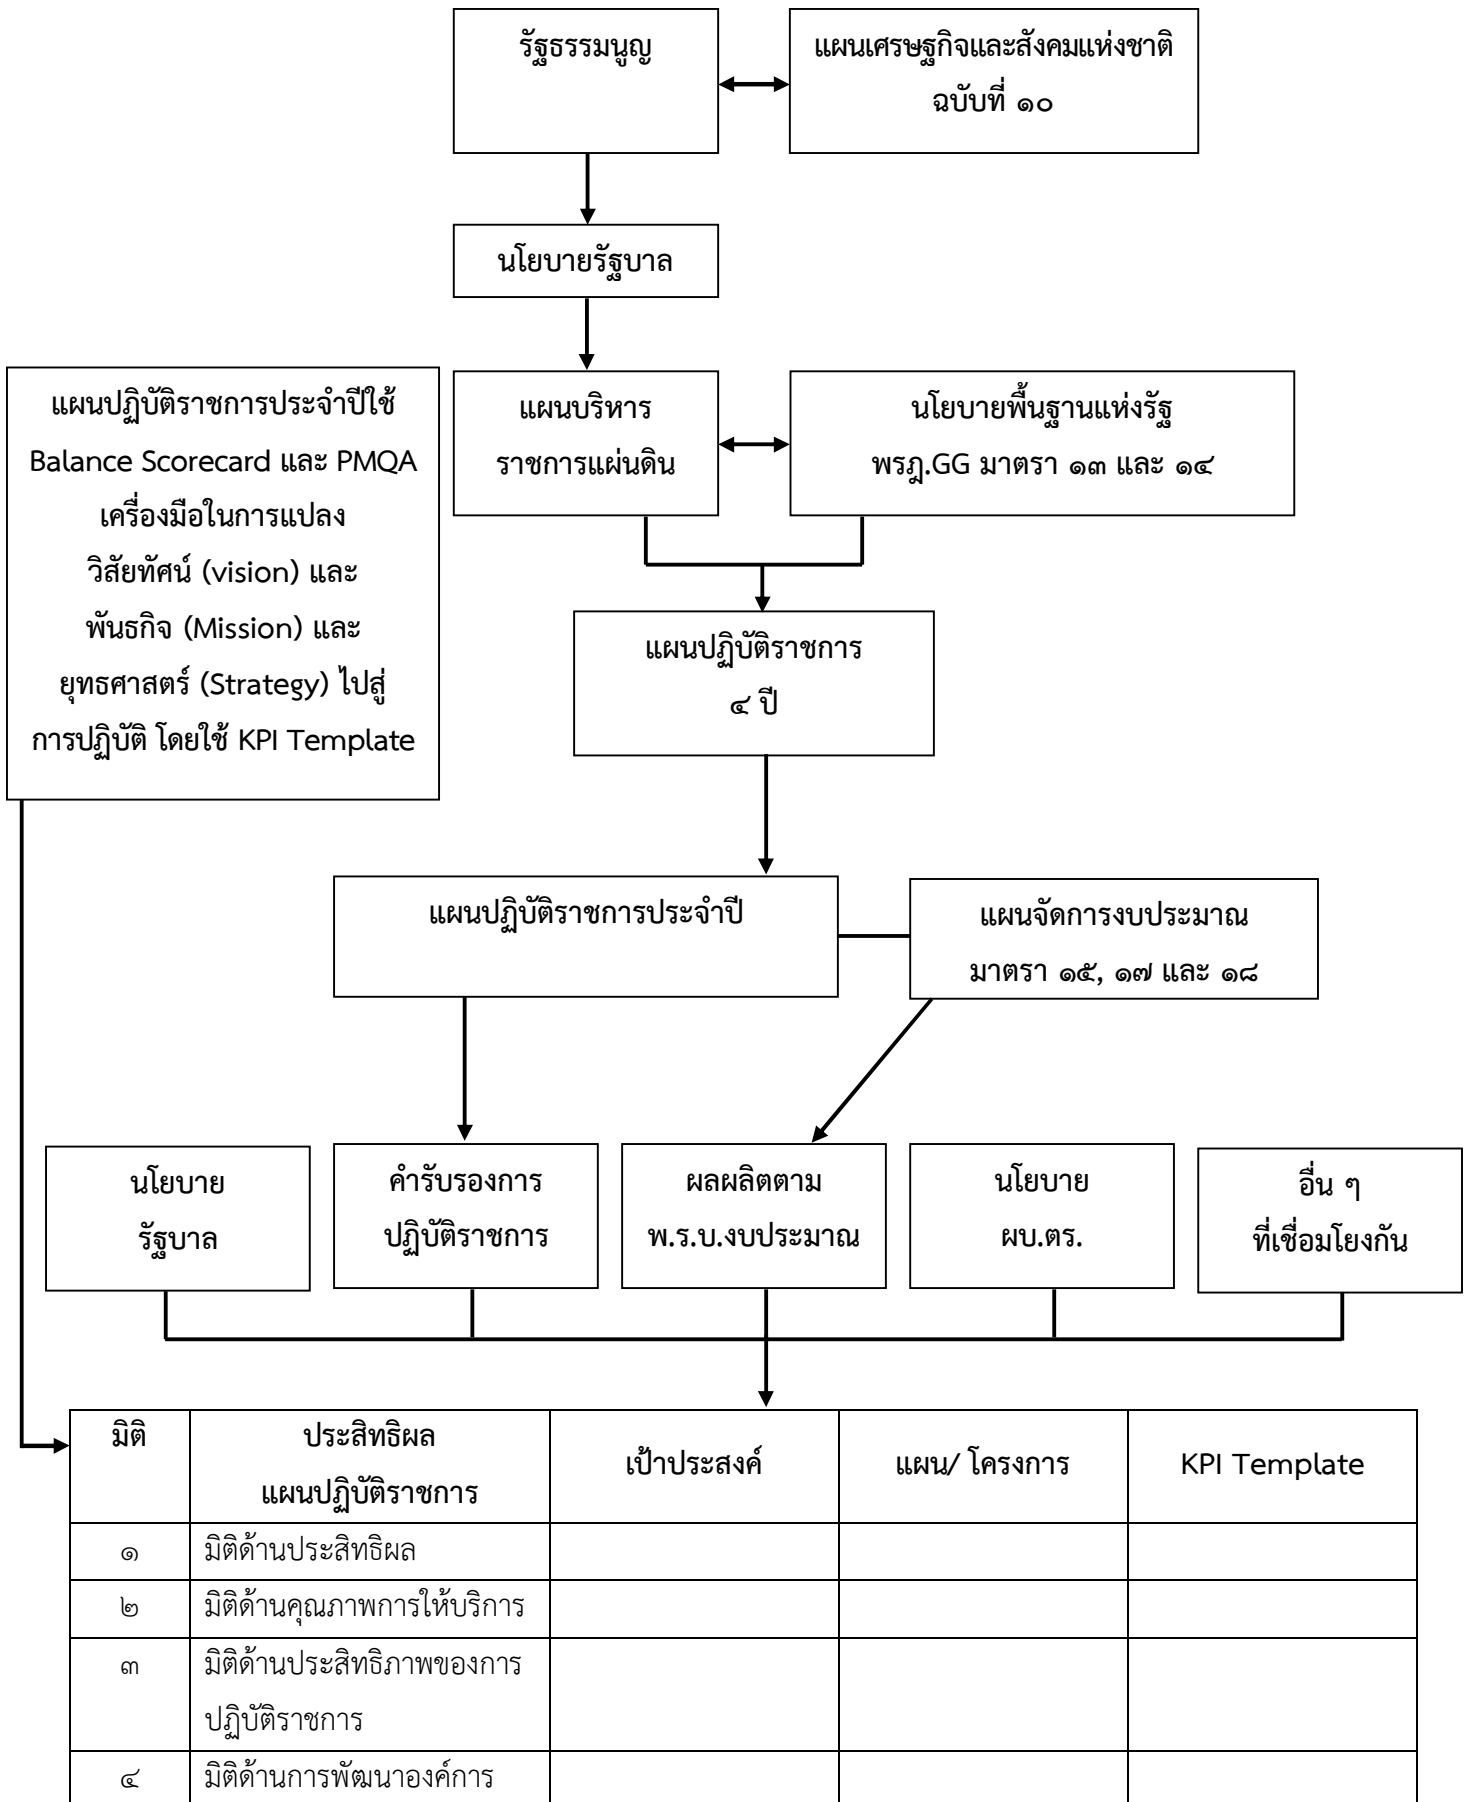 รัฐธรรมนูญ
แผนเศรษฐกิจและสังคมแห่งชาติ
ฉบับที่ ๑๐
นโยบายรัฐบาล
แผนปฏิบัติราชการประจำปีใช้
Balance Scorecard และ PMQA
เครื่องมือในการแปลง
วิสัยทัศน์ (vision) และ
พันธกิจ (Mission) และ
ยุทธศาสตร์ (Strategy) ไปสู่
การปฏิบัติ โดยใช้ KPI Template
แผนบริหาร
ราชการแผ่นดิน
นโยบายพื้นฐานแห่งรัฐ
พรฎ.GG มาตรา ๑๓ และ ๑๔
แผนปฏิบัติราชการ
๔ ปี
แผนปฏิบัติราชการประจำปี
แผนจัดการงบประมาณ
มาตรา ๑๕, ๑๗ และ ๑๘
นโยบาย
รัฐบาล
คำรับรองการ
ปฏิบัติราชการ
ผลผลิตตาม
พ.ร.บ.งบประมาณ
นโยบาย
ผบ.ตร.
อื่น ๆ
ที่เชื่อมโยงกัน
มิติ
ประสิทธิผล
แผนปฏิบัติราชการ
เป้าประสงค์
แผน/ โครงการ
KPI Template
๑
มิติด้านประสิทธิผล
๒
มิติด้านคุณภาพการให้บริการ
๓
มิติด้านประสิทธิภาพของการ
ปฏิบัติราชการ
๔
มิติด้านการพัฒนาองค์การ